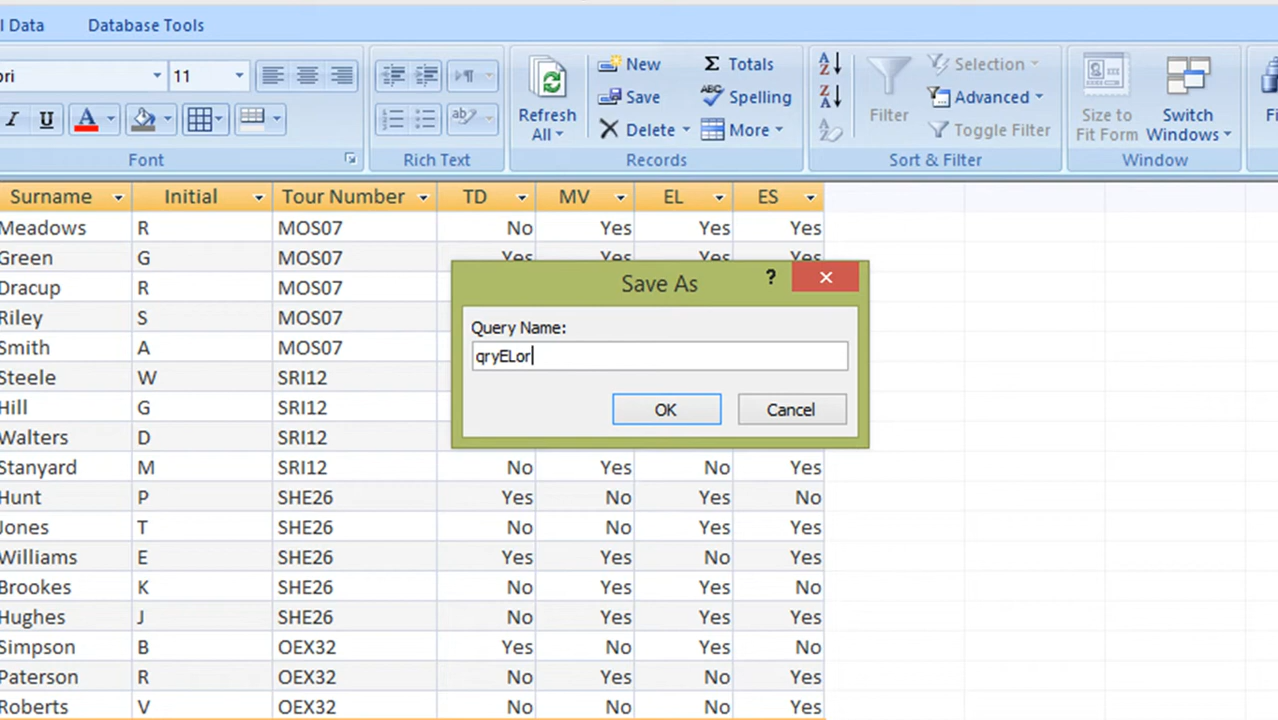 l Data Database Tools
ori 11 New Totals Selection
Save Spelling Advanced
Refresh All Delete More Filter Toggle Filter Size to Fit Form Switch Windows Fi
I U A ab
Font Rich Text Records Sort & Filter Window
Surname Initial Tour Number TD MV EL ES
Meadows R MOS07 No Yes Yes Yes
Green G MOS07 Yes Yes Yes Yes
Dracup R MOS07
Riley S MOS07
Smith A MOS07
Steele W SRI12
Hill G SRI12
Walters D SRI12
Save As ?
Query Name:
qryELor
OK Cancel
Stanyard M SRI12 No Yes No Yes
Hunt P SHE26 Yes No Yes No
Jones T SHE26 No No Yes Yes
Williams E SHE26 Yes Yes No Yes
Brookes K SHE26 No Yes Yes No
Hughes J SHE26 No Yes Yes Yes
Simpson B OEX32 Yes No Yes No
Paterson R OEX32 No Yes No Yes
Roberts V OEX32 No No No Yes